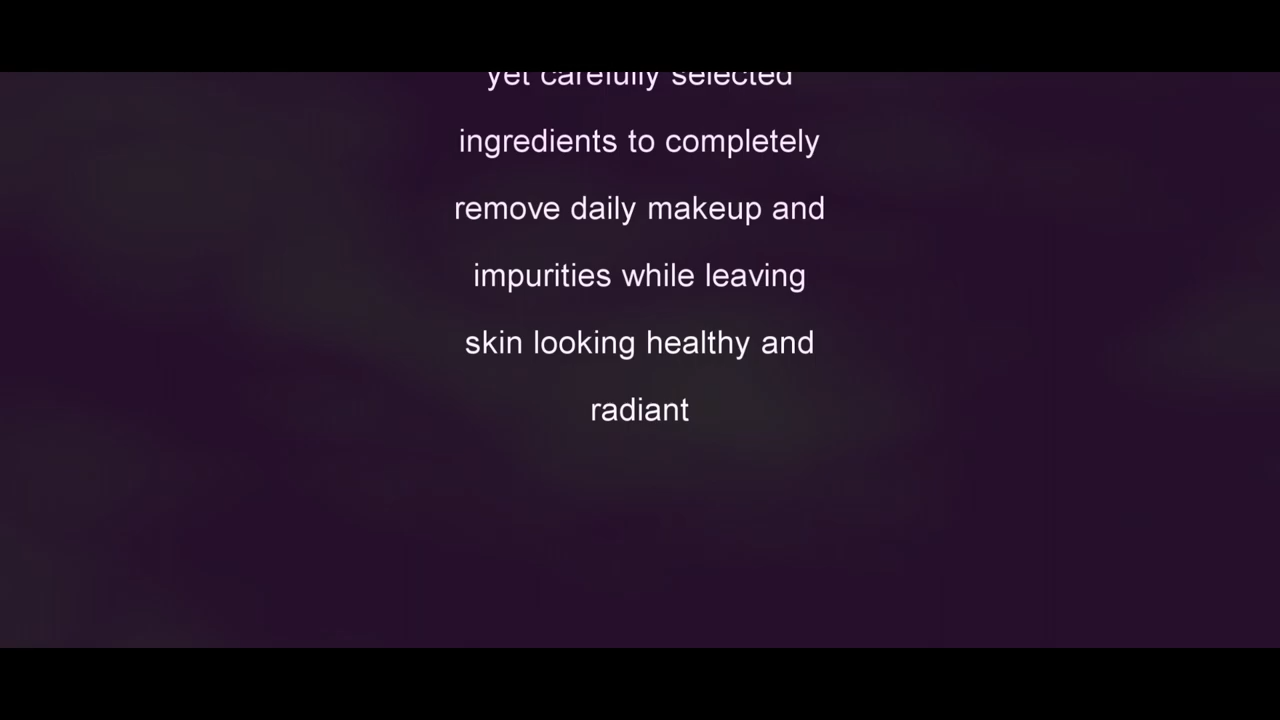 yet carefully selected
ingredients to completely
remove daily makeup and
impurities while leaving
skin looking healthy and
radiant